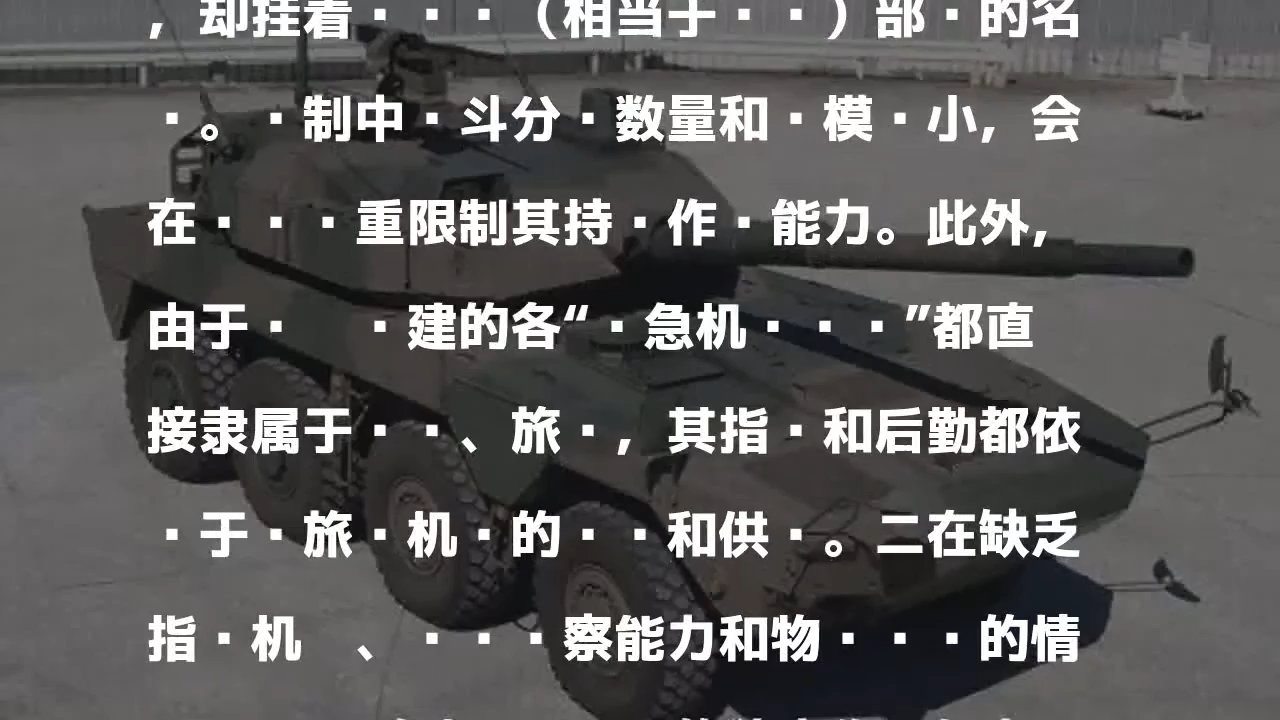 ，却挂着···（相当于··）部·的名
·。·制中·斗分·数量和·模·小，会
在···重限制其持·作·能力。此外，
由于· ·建的各“·急机···”都直
接隶属于··、旅·，其指·和后勤都依
·于·旅·机·的··和供·。二在缺乏
指·机 、···察能力和物···的情